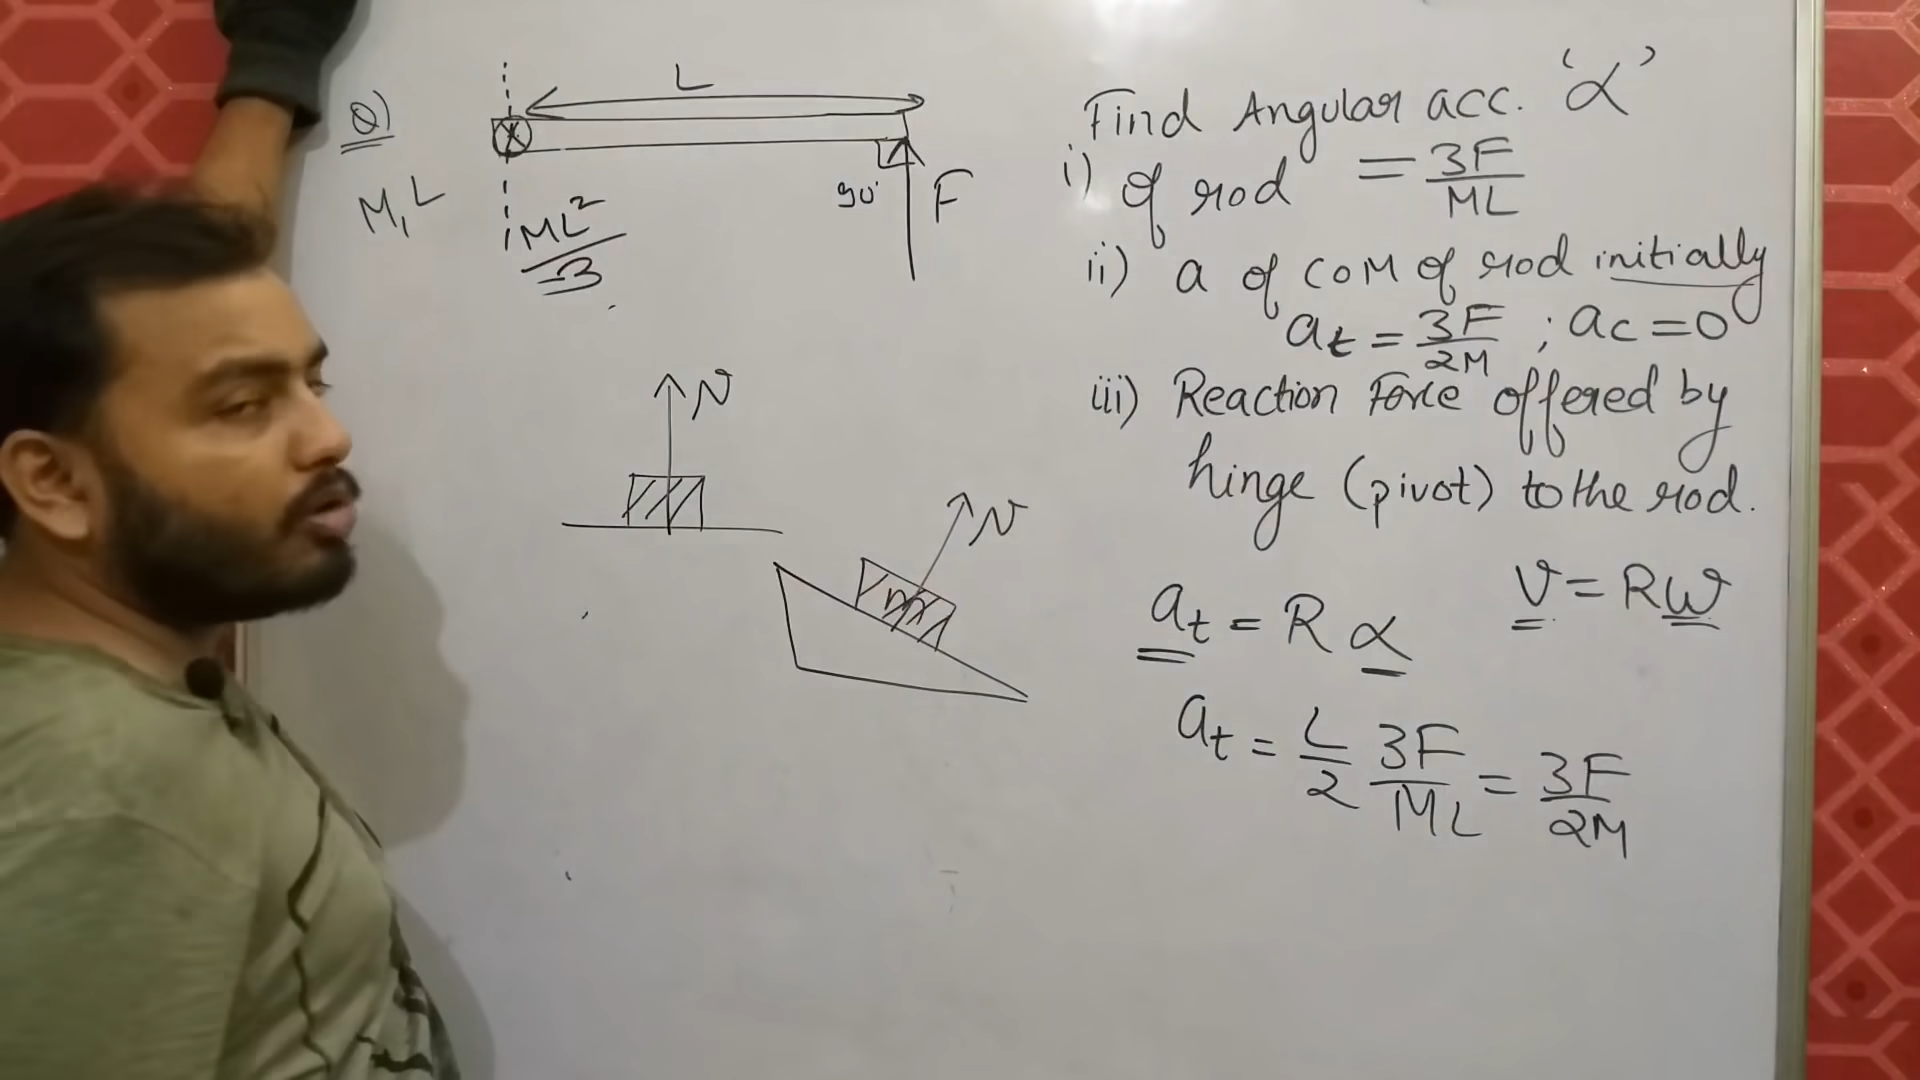 Q)
M, L
L
ML²/3
90°
F
N
N
Find Angular acc. 'α'
i) of rod = 3F/ML
ii) a of COM of rod initially
at = 3F/2M ; ac = 0
iii) Reaction Force offered by
hinge (pivot) to the rod.
at = Rα
v = Rω
at = L/2 3F/ML = 3F/2M